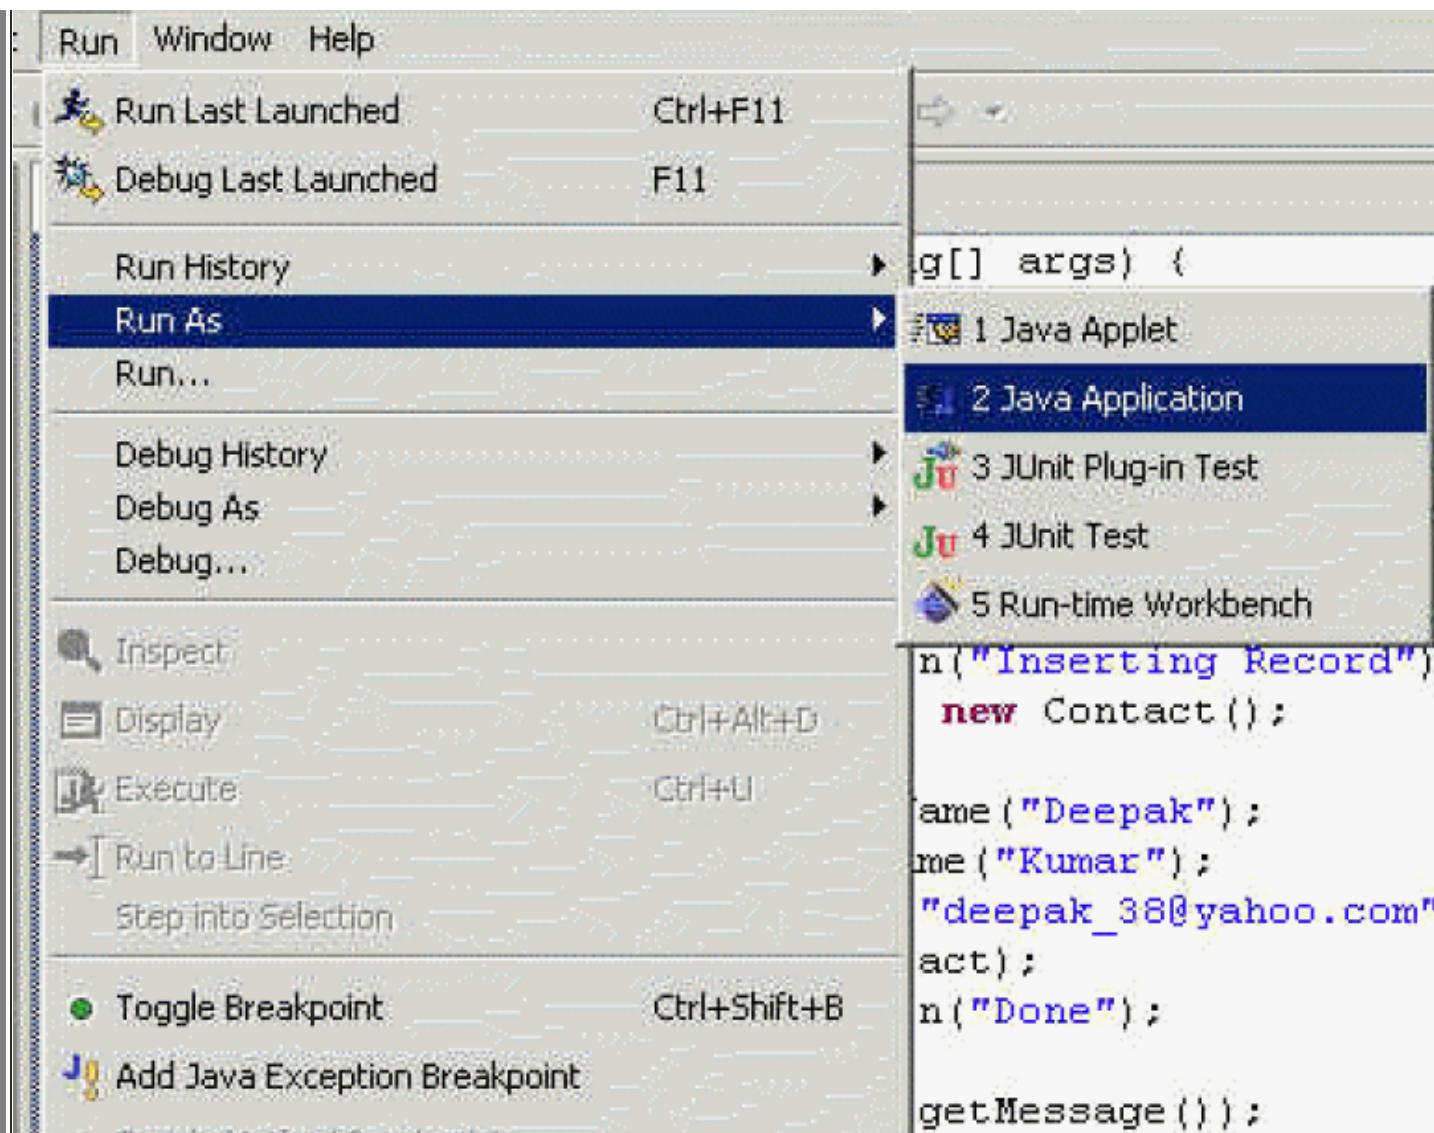 Run Window Help
Run Last Launched Ctrl+F11
Debug Last Launched F11
Run History
Run As
Run...
Debug History
Debug As
Debug...
Inspect
Display Ctrl+Alt+D
Execute Ctrl+U
Run to Line
Step into Selection
Toggle Breakpoint Ctrl+Shift+B
Add Java Exception Breakpoint
g[] args) {
1 Java Applet
2 Java Application
3 JUnit Plug-in Test
4 JUnit Test
5 Run-time Workbench
n("Inserting Record")
new Contact();
ame("Deepak");
me("Kumar");
"deepak_38@yahoo.com"
act);
n("Done");
getMessage());